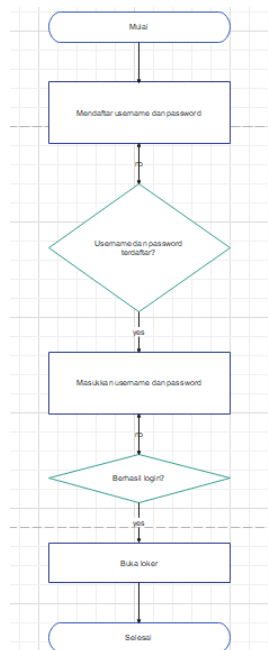 Mulai
Mendaftar username dan password
no
Username dan password
terdaftar?
yes
Masukkan username dan password
no
Berhasil login?
yes
Buka loker
Selesai